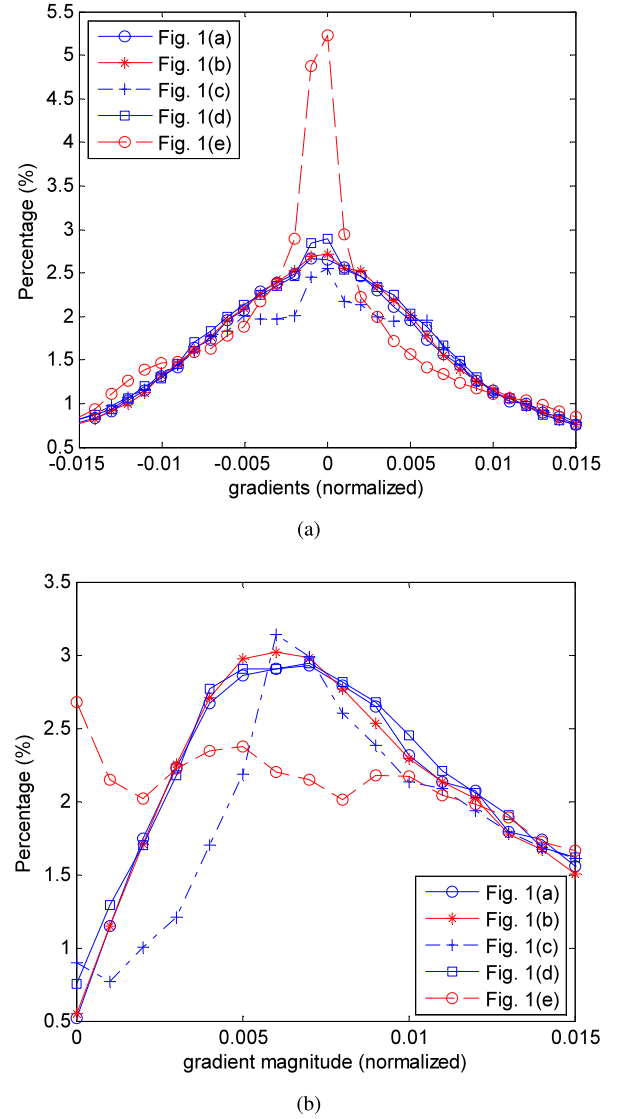 5.5
5
4.5
4
3.5
3
2.5
2
1.5
1
0.5
Percentage (%)
Fig. 1(a)
Fig. 1(b)
Fig. 1(c)
Fig. 1(d)
Fig. 1(e)
-0.015 -0.01 -0.005 0 0.005 0.01 0.015
gradients (normalized)
(a)
3.5
3
2.5
2
1.5
1
0.5
Percentage (%)
Fig. 1(a)
Fig. 1(b)
Fig. 1(c)
Fig. 1(d)
Fig. 1(e)
0 0.005 0.010 0.015
gradient magnitude (normalized)
(b)